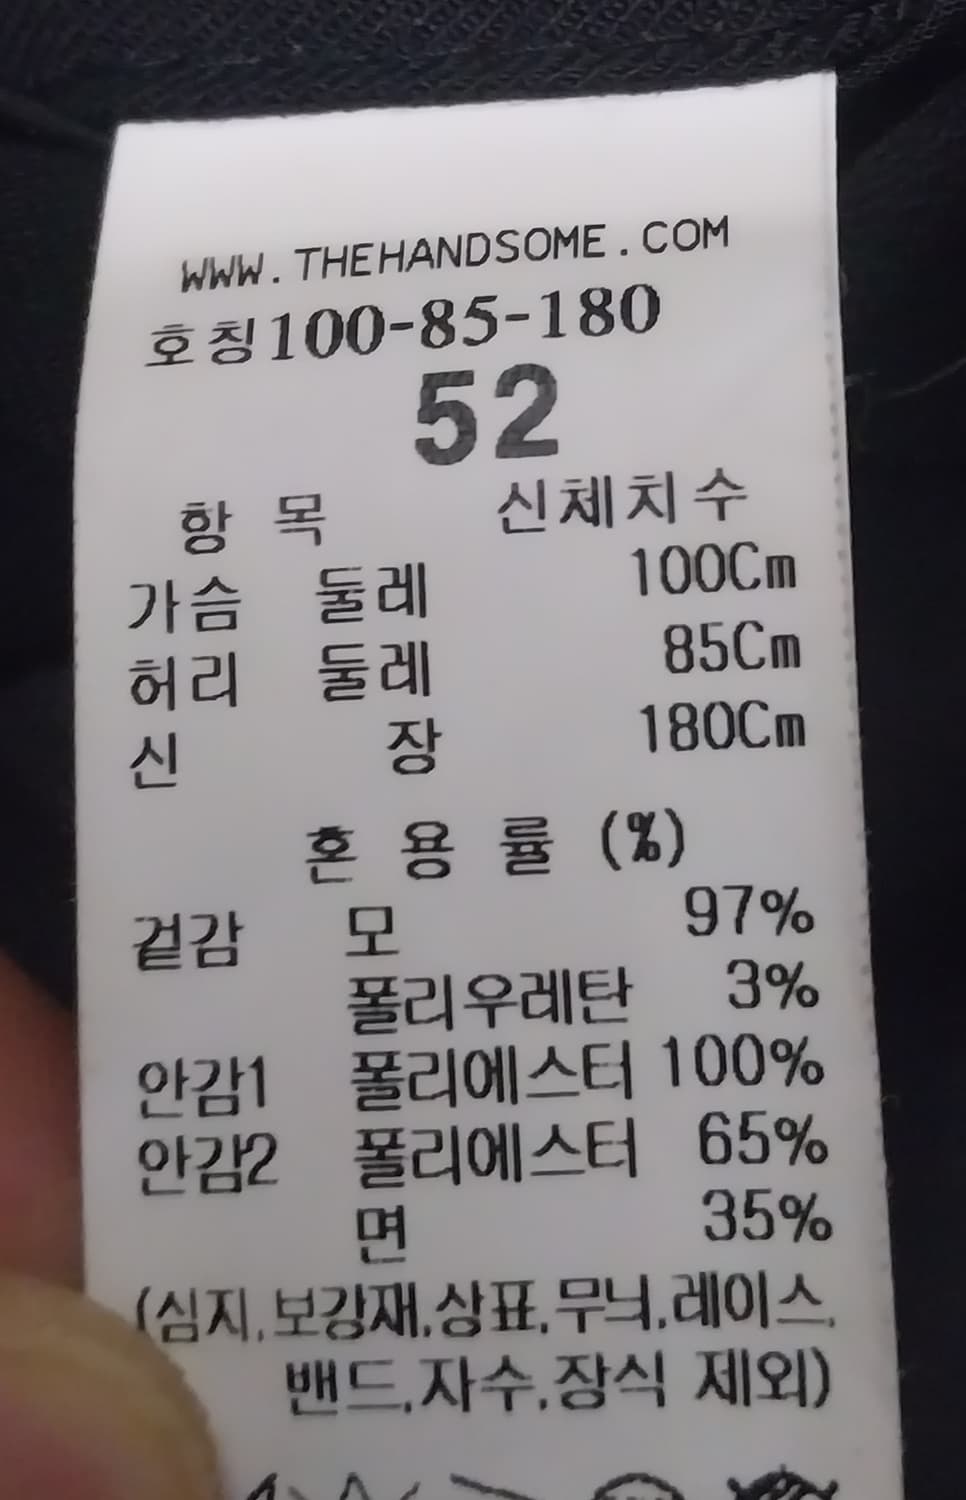 WWW.THEHANDSOME.COM
호칭100-85-180
52
항 목 신체치수
가슴 둘레 100Cm
허리 둘레 85Cm
신 장 180Cm
혼 용 률 (%)
겉감 모 97%
폴리우레탄 3%
안감1 폴리에스터 100%
안감2 폴리에스터 65%
면 35%
(심지,보강재,상표,무늬,레이스,
밴드,자수,장식 제외)